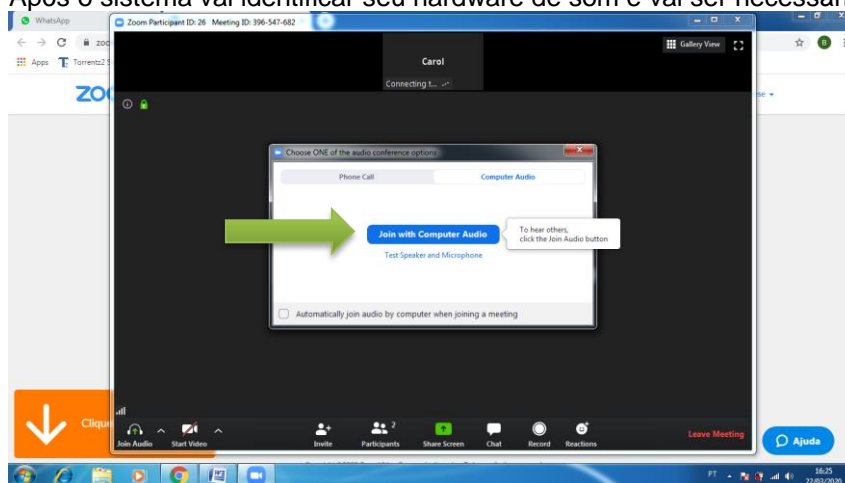 Após o sistema vai identificar seu hardware de som e vai ser
WhatsApp
Zoom Participant ID: 26 Meeting ID: 396-547-682
Apps
Gallery View
Carol
Connecting t...
Choose ONE of the audio conference options
Phone Call
Computer Audio
Join with Computer Audio
To hear others,
click the Join Audio button
Test Speaker and Microphone
Automatically join audio by computer when joining a meeting
2
Join Audio
Start Video
Invite
Participants
Share Screen
Chat
Record
Reactions
Leave Meeting
Ajuda
PT
16:25
22/03/2020